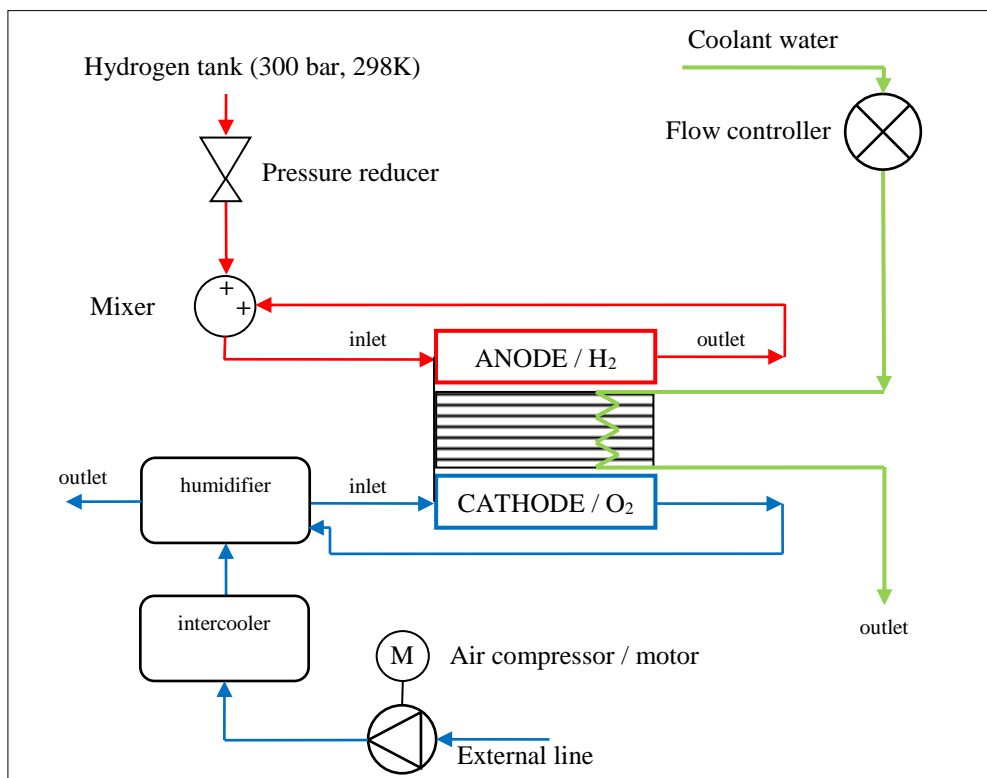 Coolant water
Hydrogen tank (300 bar, 298K)
Flow controller
Pressure reducer
+
+
Mixer
inlet
outlet
ANODE / H₂
outlet
humidifier
inlet
CATHODE / O₂
intercooler
outlet
M
Air compressor / motor
External line